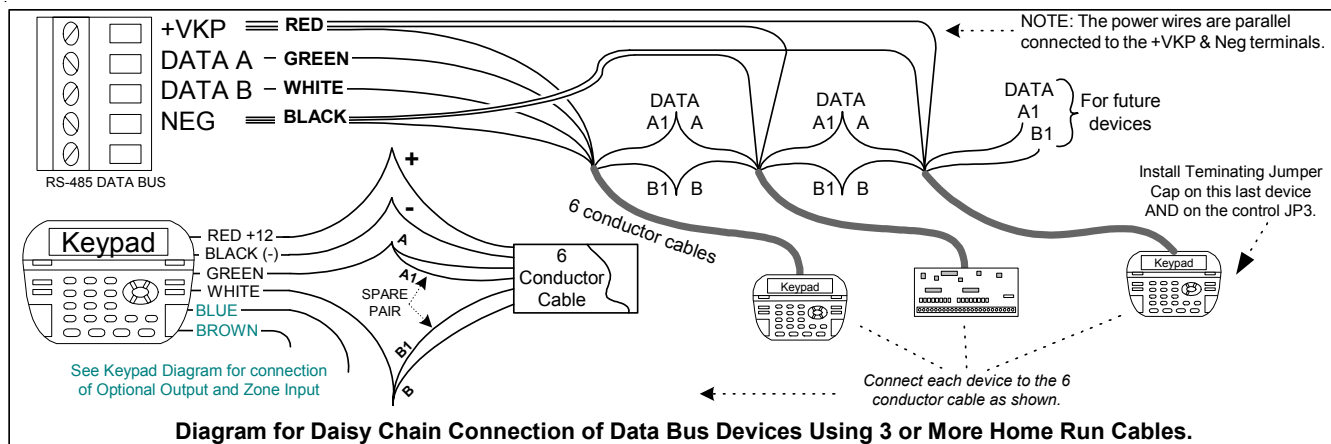 +VKP
RED
DATA A
GREEN
DATA B
WHITE
NEG
BLACK
RS-485 DATA BUS
NOTE: The power wires are parallel
connected to the +VKP & Neg terminals.
DATA
A1 A
B1 B
DATA
A1 A
B1 B
DATA
A1
B1
For future
devices
Install Teminating Jumper
Cap on this last device
AND on the control JP3.
6 conductor cables
Keypad
RED +12
BLACK (-)
GREEN
WHITE
BLUE
BROWN
+
-
A
A1
SPARE
PAIR
B1
B
6
Conductor
Cable
See Keypad Diagram for connection
of Optional Output and Zone Input
Keypad
Keypad
Connect each device to the 6
conductor cable as shown.
Diagram for Daisy Chain Connection of Data Bus Devices Using 3 or More Home Run Cables.